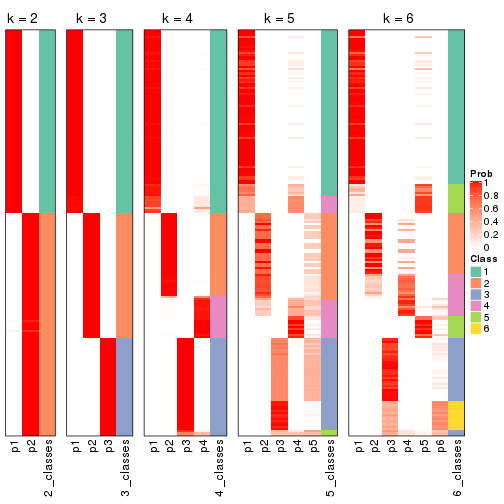 k = 2
k = 3
k = 4
k = 5
k = 6
p1
p2
2_classes
p1
p2
p3
3_classes
p1
p2
p3
p4
4_classes
p1
p2
p3
p4
p5
5_classes
p1
p2
p3
p4
p5
p6
6_classes
Prob
1
0.8
0.6
0.4
0.2
0
Class
1
2
3
4
5
6